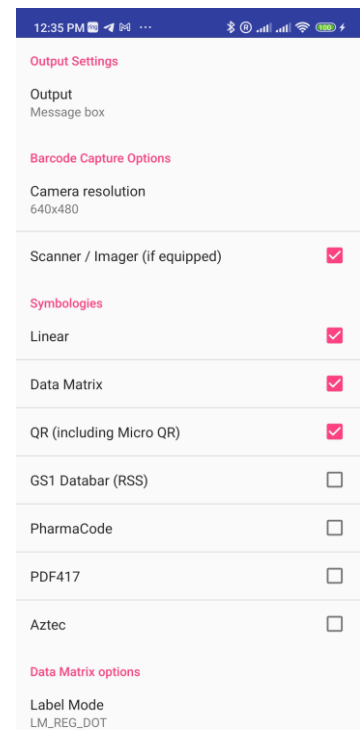 12:35 PM ···
100
Output Settings
Output
Message box
Barcode Capture Options
Camera resolution
640x480
Scanner / Imager (if equipped)
Symbologies
Linear
Data Matrix
QR (including Micro QR)
GS1 Databar (RSS)
PharmaCode
PDF417
Aztec
Data Matrix options
Label Mode
LM_REG_DOT